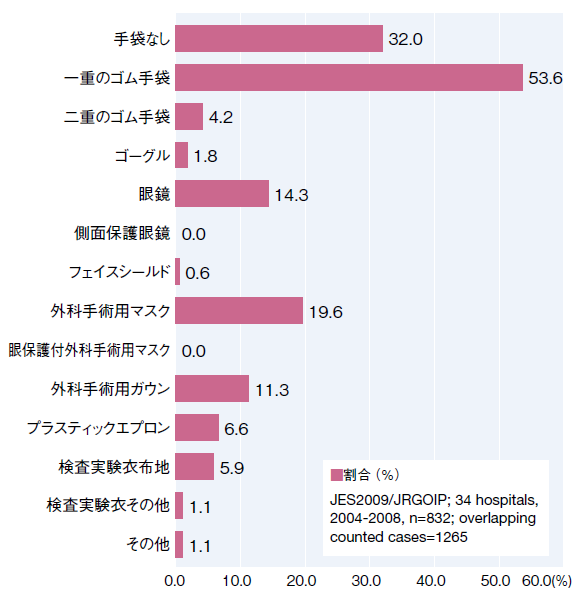 手袋なし 32.0
一重のゴム手袋 53.6
二重のゴム手袋 4.2
ゴーグル 1.8
眼鏡 14.3
側面保護眼鏡 0.0
フェイスシールド 0.6
外科手術用マスク 19.6
眼保護付外科手術用マスク 0.0
外科手術用ガウン 11.3
プラスティックエプロン 6.6
検査実験衣布地 5.9
検査実験衣その他 1.1
その他 1.1
割合（%）
JES2009/JRGOIP; 34 hospitals,
2004-2008, n=832; overlapping
counted cases=1265
0.0 10.0 20.0 30.0 40.0 50.0 60.0(%)